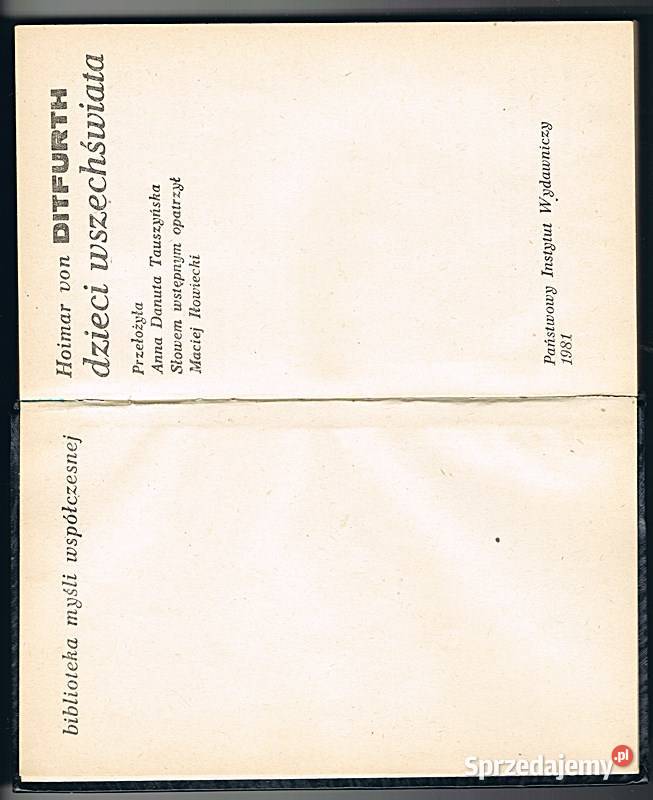 biblioteka myśli współczesnej
Hoimar von DITFURTH
dzieci wszechświata
Przełożyła
Anna Danuta Tauszyńska
Słowem wstępnym opatrzył
Maciej Iłowiecki
Państwowy Instytut Wydawniczy
1981
Sprzedajemy.pl